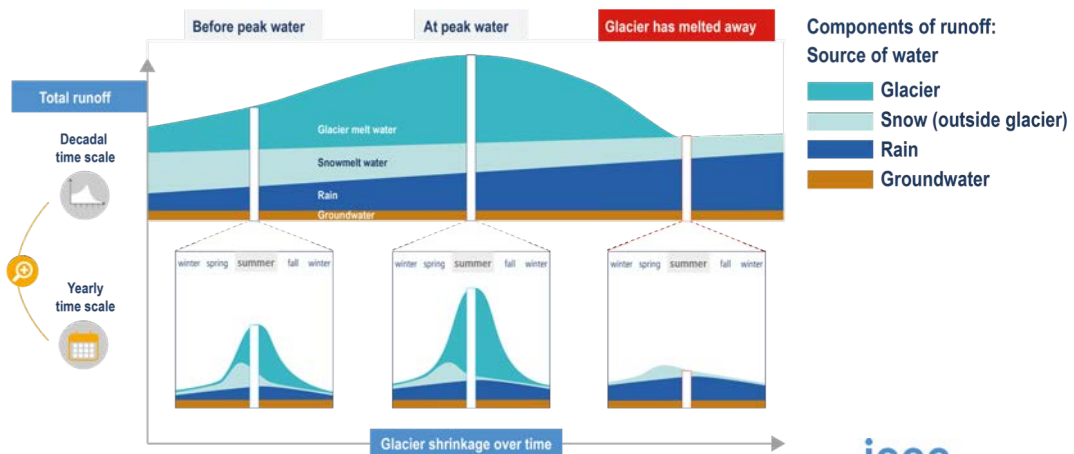 Before peak water
At peak water
Glacier has melted away
Components of runoff:
Source of water
Glacier
Snow (outside glacier)
Rain
Groundwater
Total runoff
Decadal
time scale
Yearly
time scale
Glacier melt water
Snowmelt water
Rain
Groundwater
winter spring summer fall winter
winter spring summer fall winter
winter spring summer fall winter
Glacier shrinkage over time